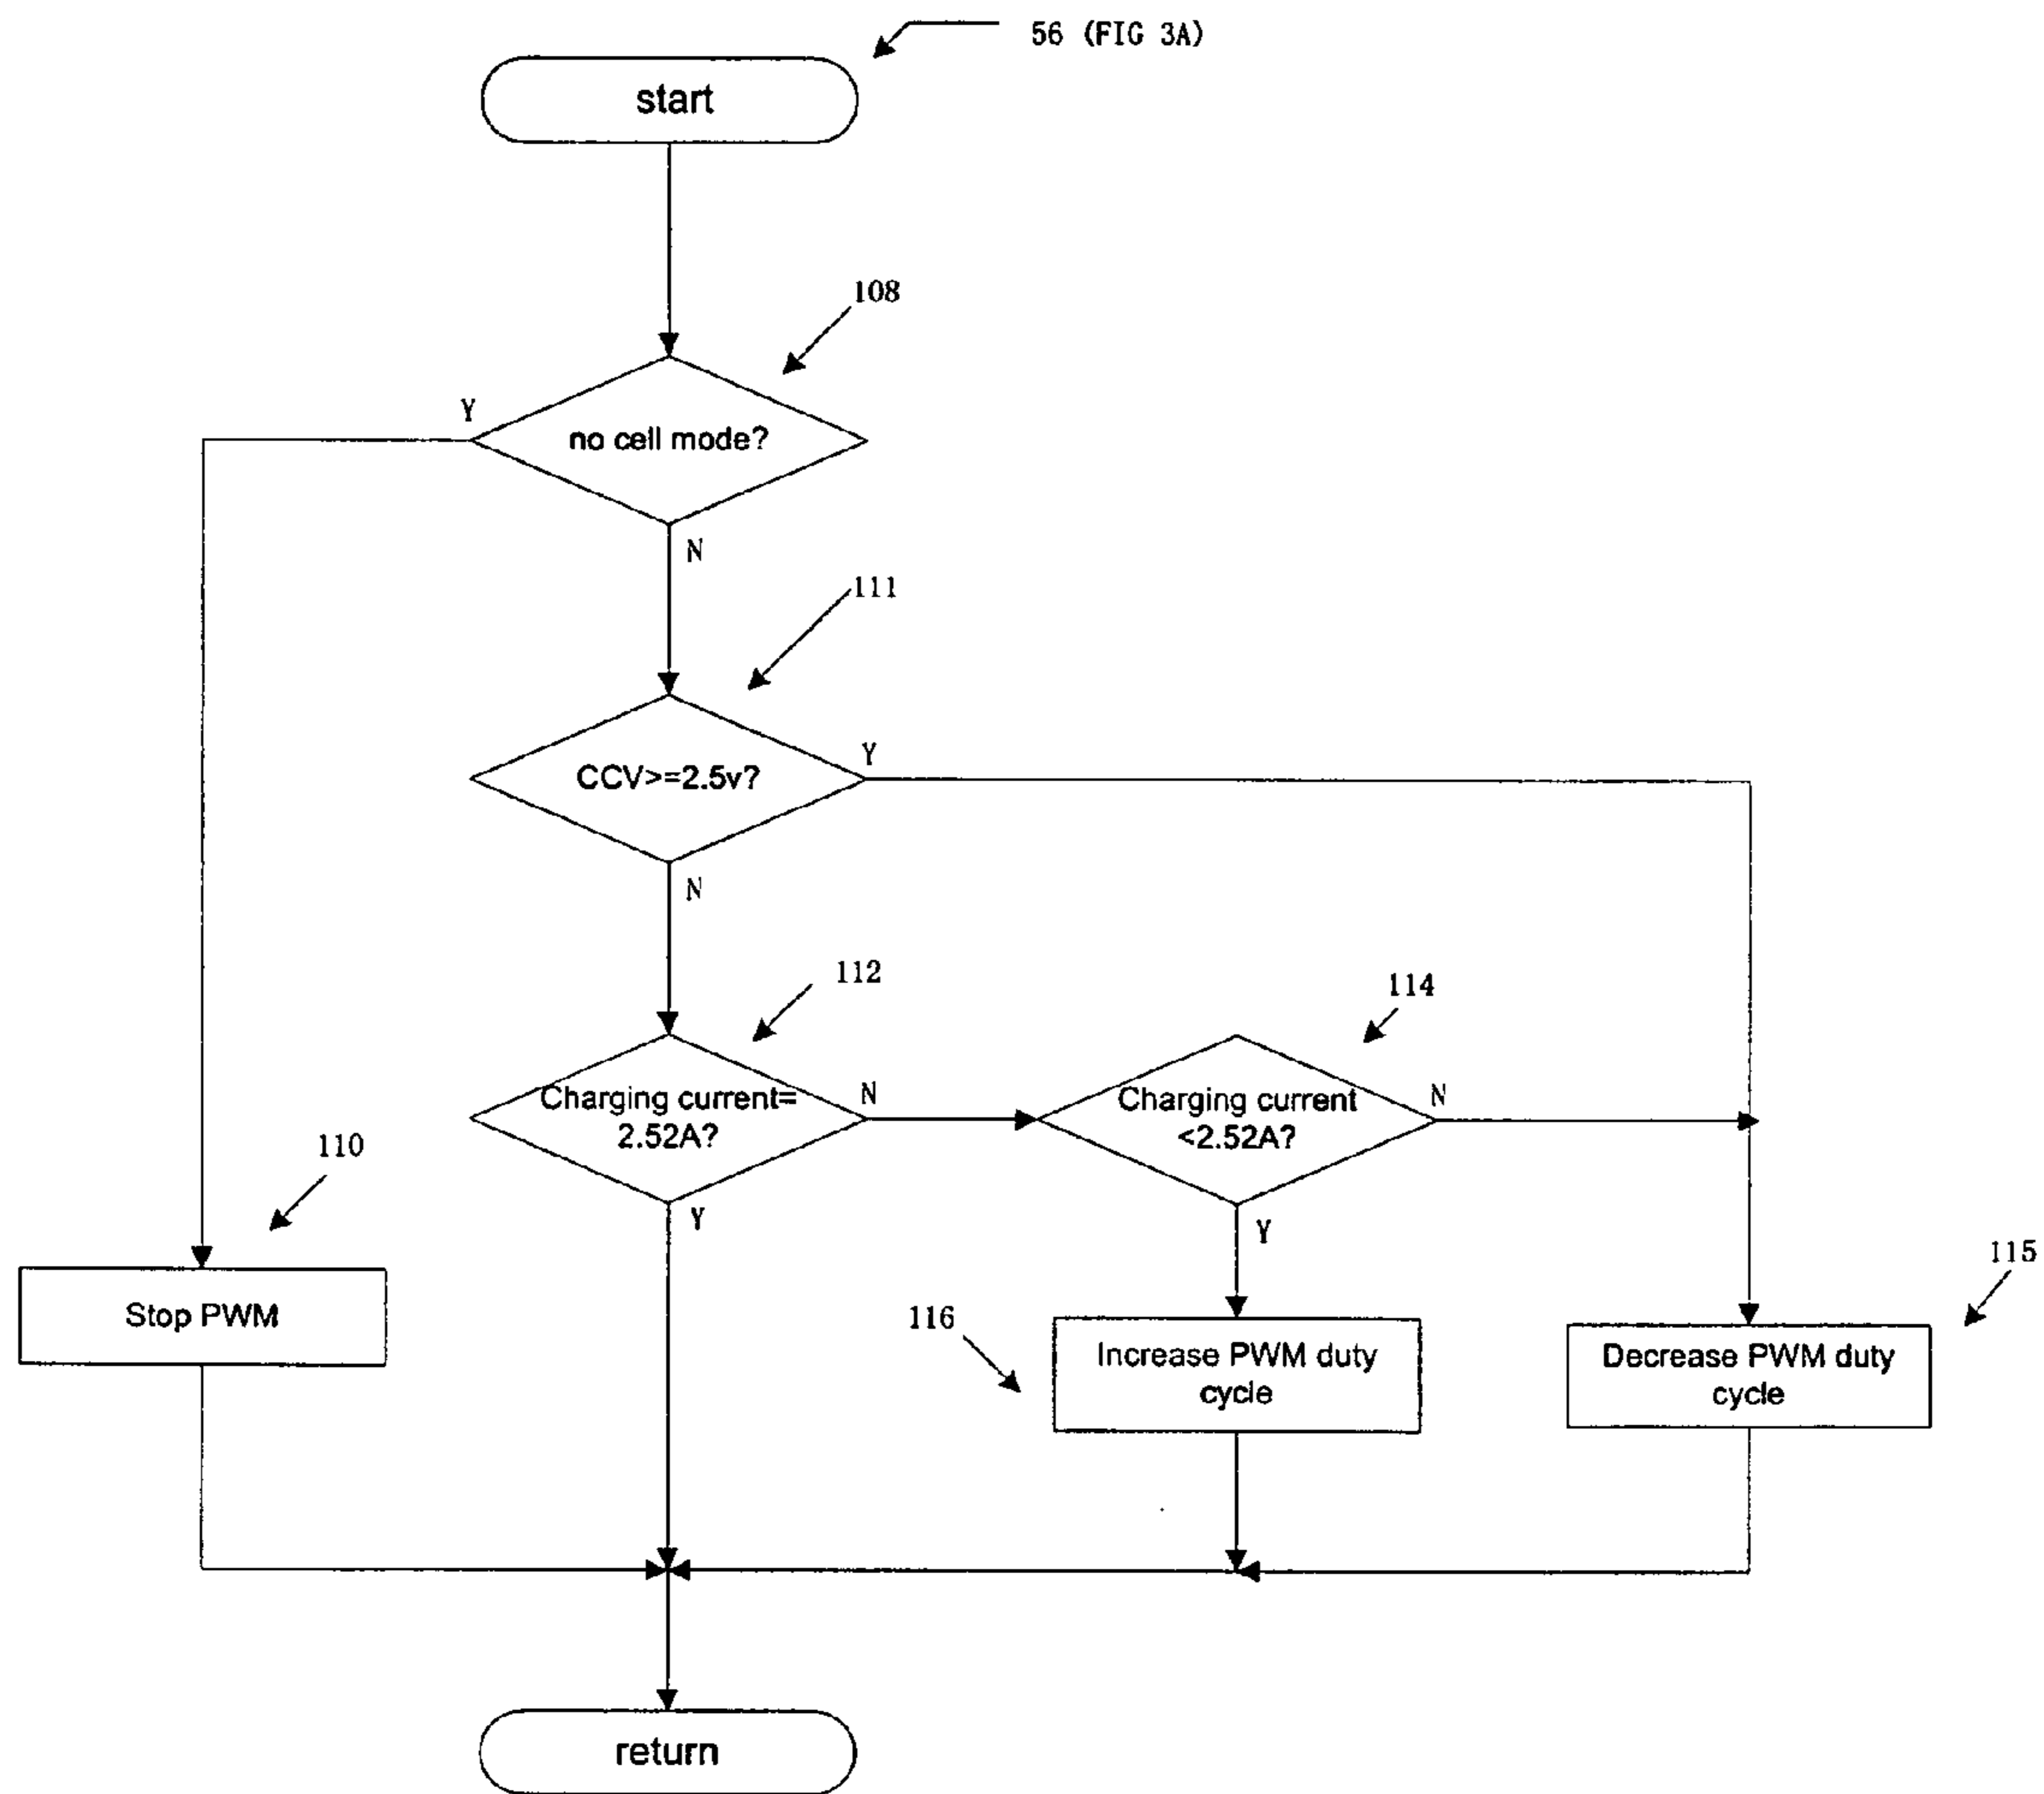 56 (FIG 3A)
start
108
Y
no cell mode?
N
111
CCV>=2.5v?
Y
N
112
114
Charging current=
2.52A?
N
Charging current
<2.52A?
N
110
Y
Y
115
Stop PWM
116
Increase PWM duty
cycle
Decrease PWM duty
cycle
return